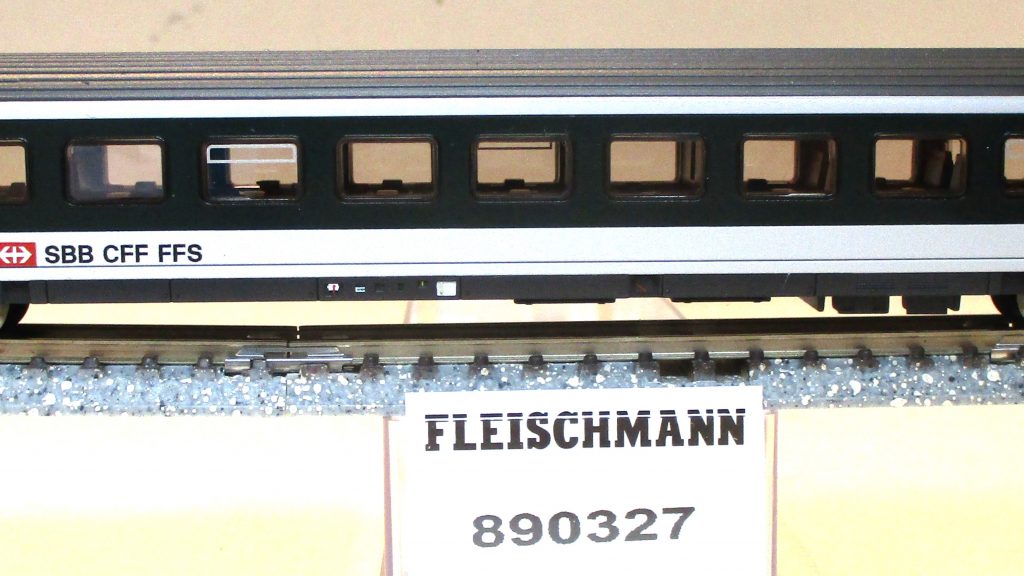 SBB CFF FFS
FLEISCHMANN
890327